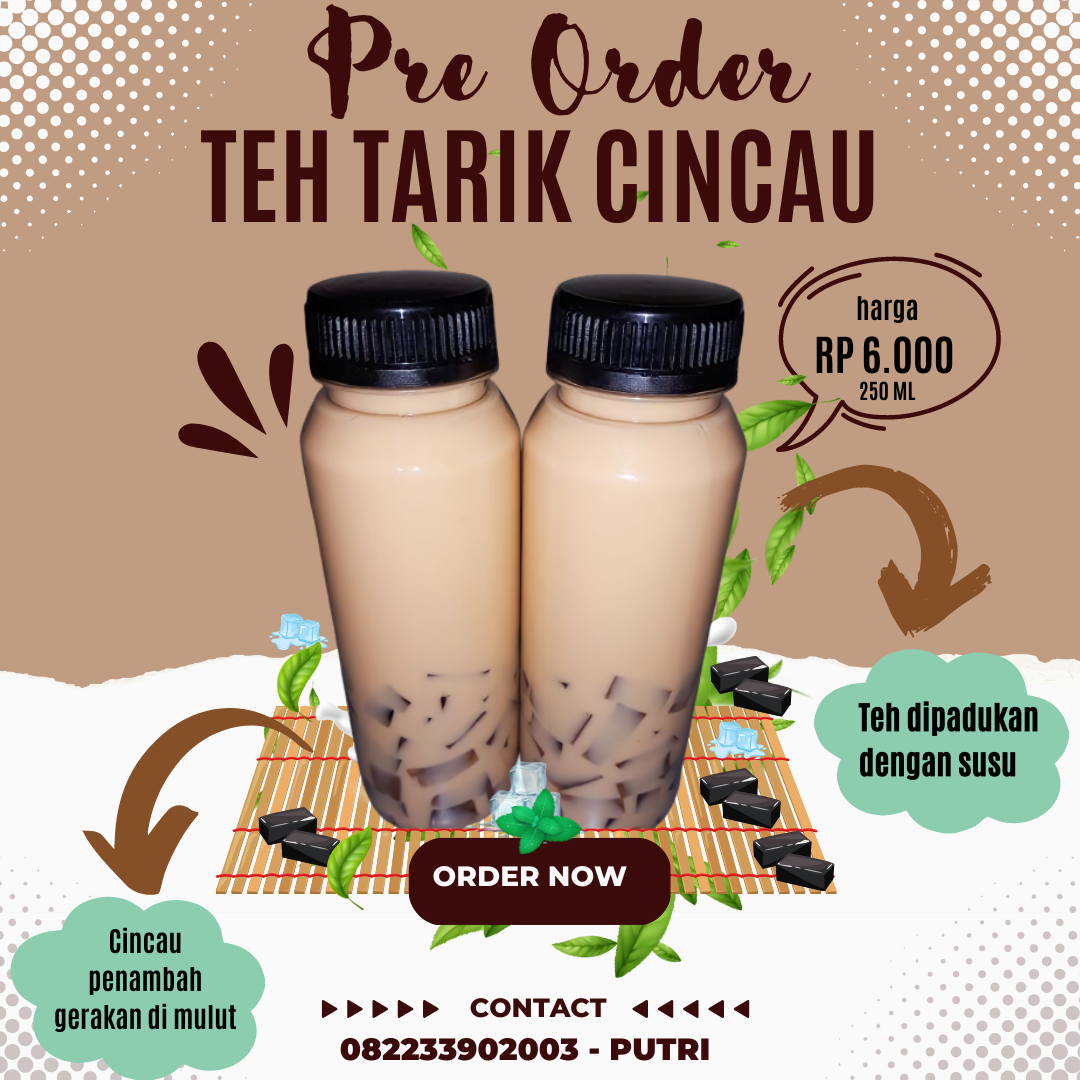 Pre Order
TEH TARIK CINCAU
harga
RP 6.000
250 ML
Teh dipadukan
dengan susu
ORDER NOW
Cincau
penambah
gerakan di mulut
CONTACT
082233902003 - PUTRI